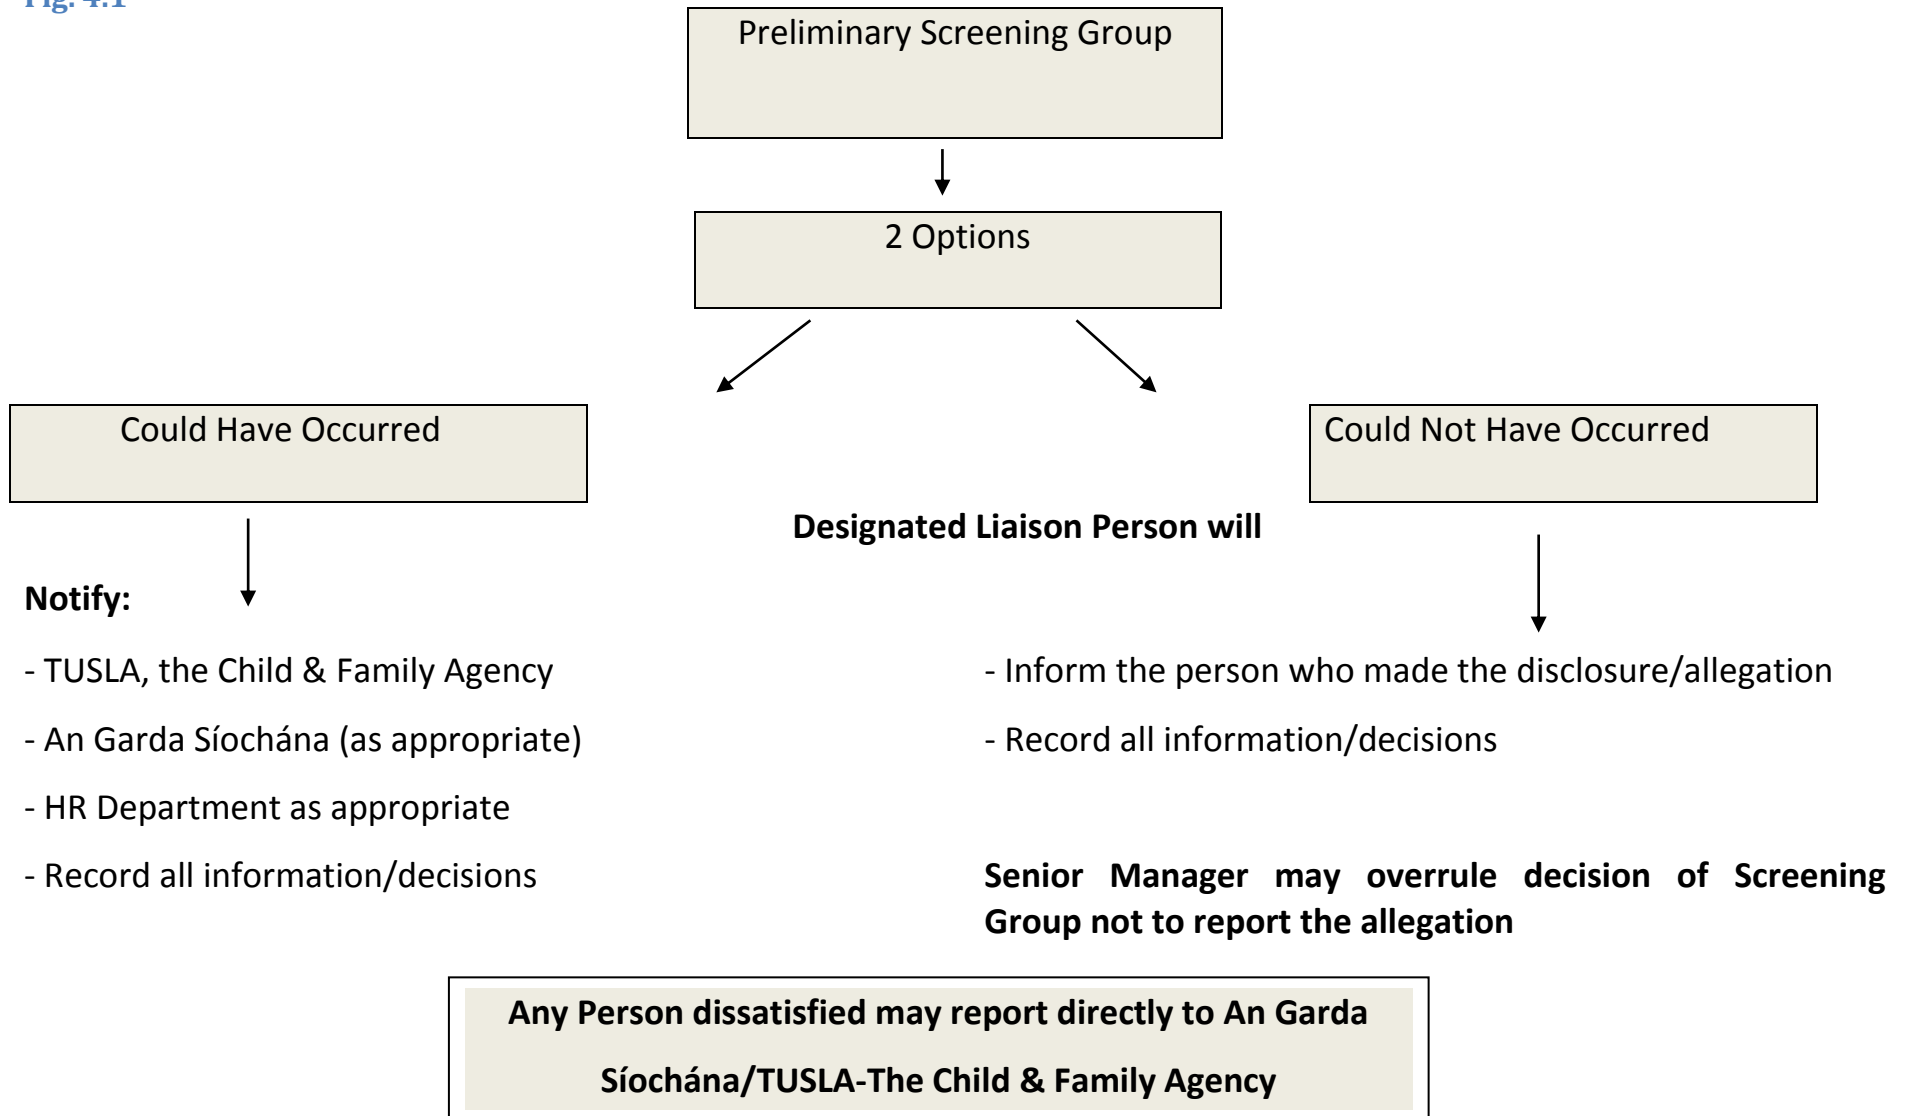 Fig. 4.1
Preliminary Screening Group
2 Options
Could Have Occurred
Could Not Have Occurred
Designated Liaison Person will
Notify:
- TUSLA, the Child & Family Agency
- An Garda Síochána (as appropriate)
- HR Department as appropriate
- Record all information/decisions
- Inform the person who made the disclosure/allegation
- Record all information/decisions
Senior Manager may overrule decision of Screening
Group not to report the allegation
Any Person dissatisfied may report directly to An Garda
Síochána/TUSLA-The Child & Family Agency